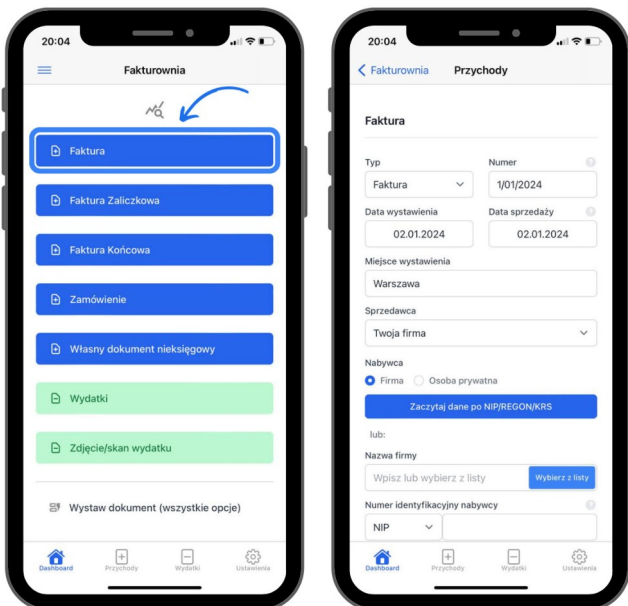 20:04
Fakturownia
Faktura
Faktura Zaliczkowa
Faktura Końcowa
Zamówienie
Własny dokument nieksięgowy
Wydatki
Zdjęcie/skan wydatku
Wystaw dokument (wszystkie opcje)
Dashboard Przychody Wydatki Ustawienia
20:04
Fakturownia Przychody
Faktura
Typ Numer ?
Faktura 1/01/2024
Data wystawienia Data sprzedaży ?
02.01.2024 02.01.2024
Miejsce wystawienia
Warszawa
Sprzedawca
Twoja firma
Nabywca
Firma Osoba prywatna
Zaczytaj dane po NIP/REGON/KRS
lub:
Nazwa firmy
Wpisz lub wybierz z listy Wybierz z listy
Numer identyfikacyjny nabywcy ?
NIP
Dashboard Przychody Wydatki Ustawienia